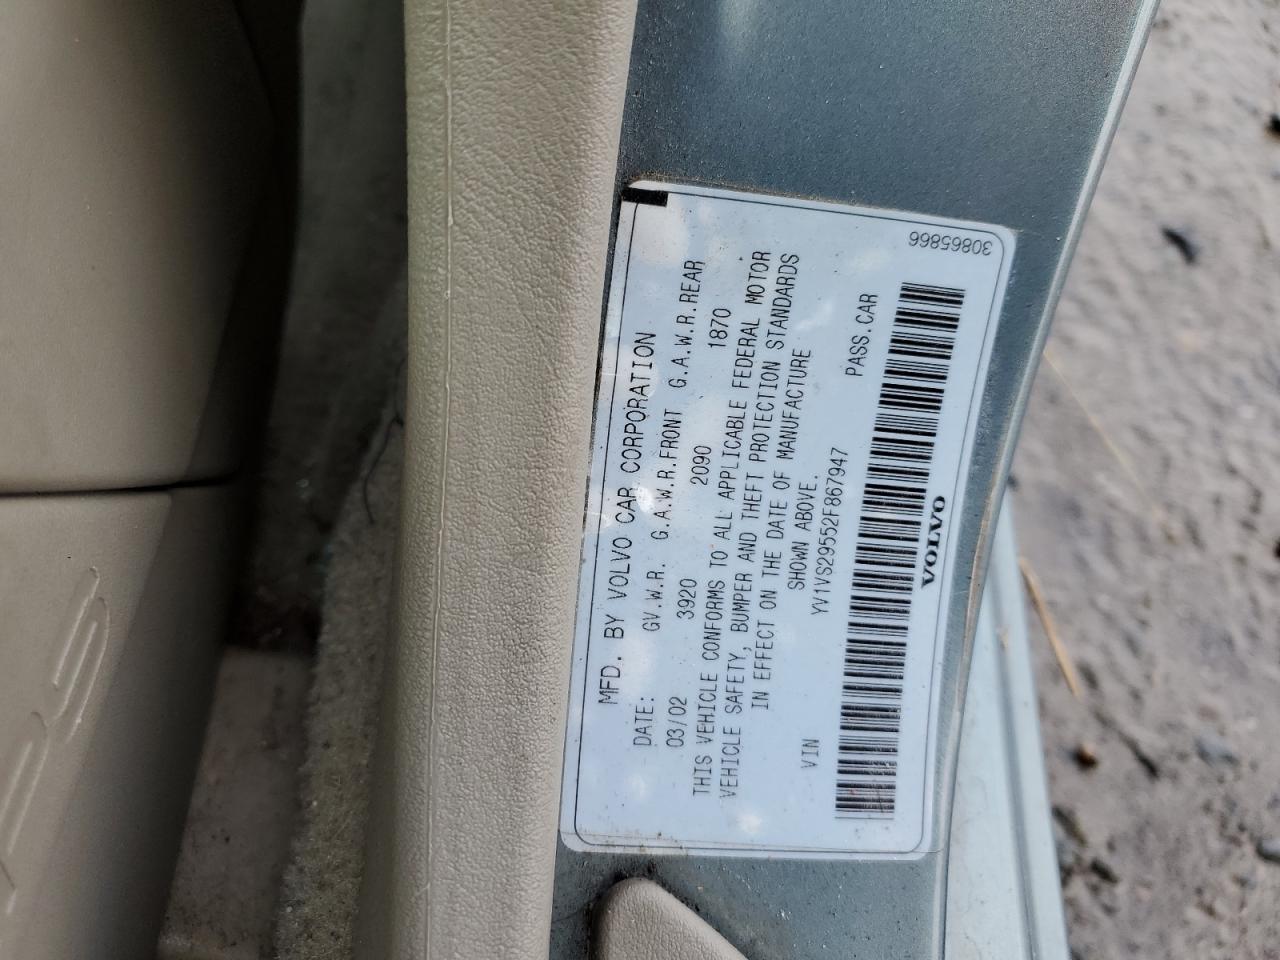 MFD. BY VOLVO CAR CORPORATION
DATE: GV.W.R. G.A.W.R.FRONT G.A.W.R.REAR
03/02 3920 2090 1870
THIS VEHICLE CONFORMS TO ALL APPLICABLE FEDERAL MOTOR
VEHICLE SAFETY, BUMPER AND THEFT PROTECTION STANDARDS
IN EFFECT ON THE DATE OF MANUFACTURE
SHOWN ABOVE.
VIN YV1VS29552F867947 PASS.CAR
VOLVO
30865866